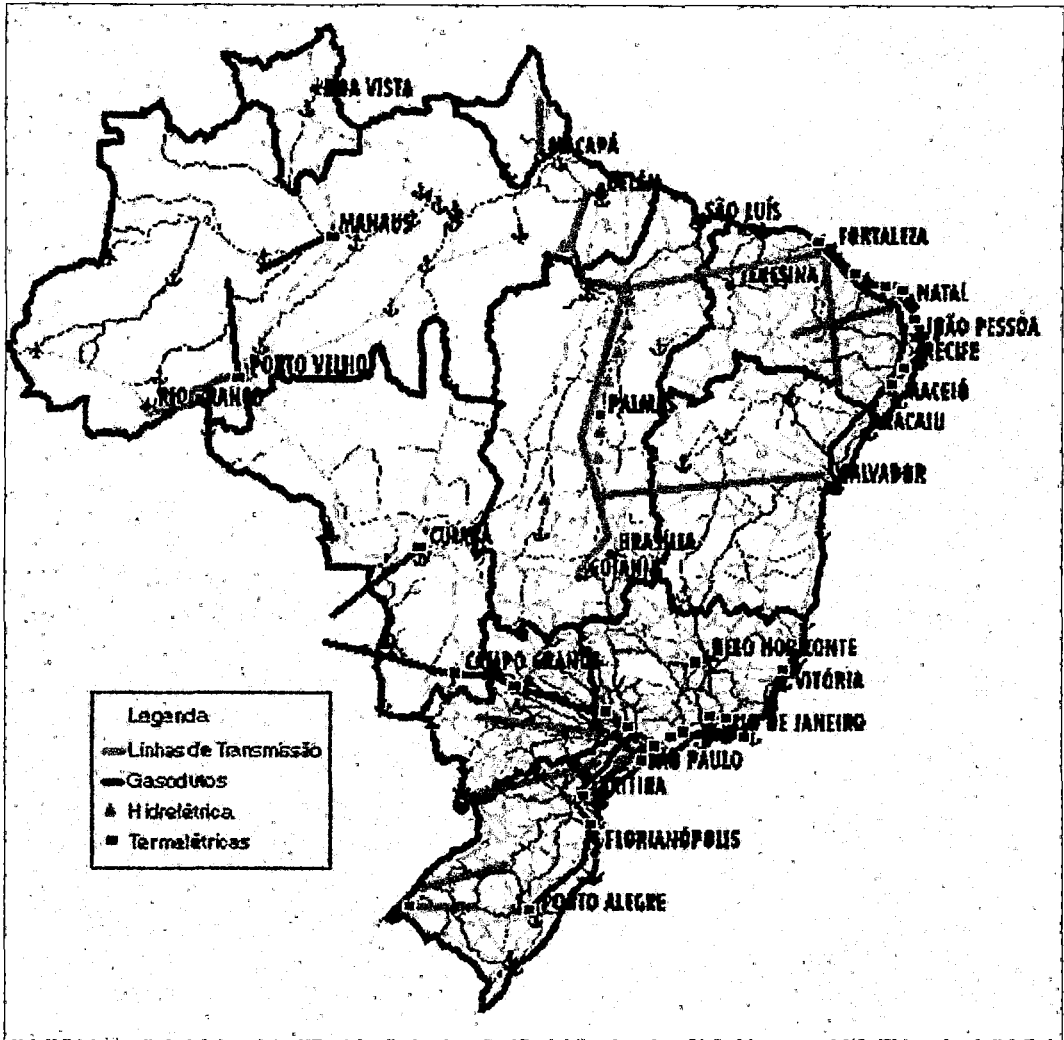 BOA VISTA
MACAPÁ
BELÉM
MANAUS
SÃO LUÍS
FORTALEZA
TERESINA
NATAL
JOÃO PESSOA
RECIFE
PORTO VELHO
RIO BRANCO
PALMAS
MACEIÓ
ARACAJU
SALVADOR
CUIABÁ
BRASÍLIA
GOIÂNIA
BELO HORIZONTE
CAMPO GRANDE
VITÓRIA
RIO DE JANEIRO
SÃO PAULO
CURITIBA
FLORIANÓPOLIS
PORTO ALEGRE
Legenda
Linhas de Transmissão
Gasodutos
Hidrelétrica
Termelétricas